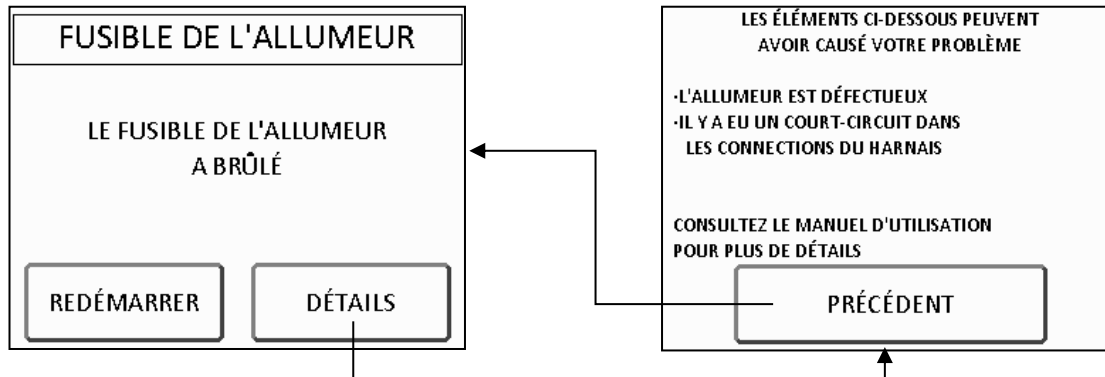 FUSIBLE DE L'ALLUMEUR
LE FUSIBLE DE L'ALLUMEUR
A BRÛLÉ
REDÉMARRER
DÉTAILS
LES ÉLÉMENTS CI-DESSOUS PEUVENT
AVOIR CAUSÉ VOTRE PROBLÈME
·L'ALLUMEUR EST DÉFECTUEUX
·IL Y A EU UN COURT-CIRCUIT DANS
LES CONNECTIONS DU HARNAIS
CONSULTEZ LE MANUEL D'UTILISATION
POUR PLUS DE DÉTAILS
PRÉCÉDENT